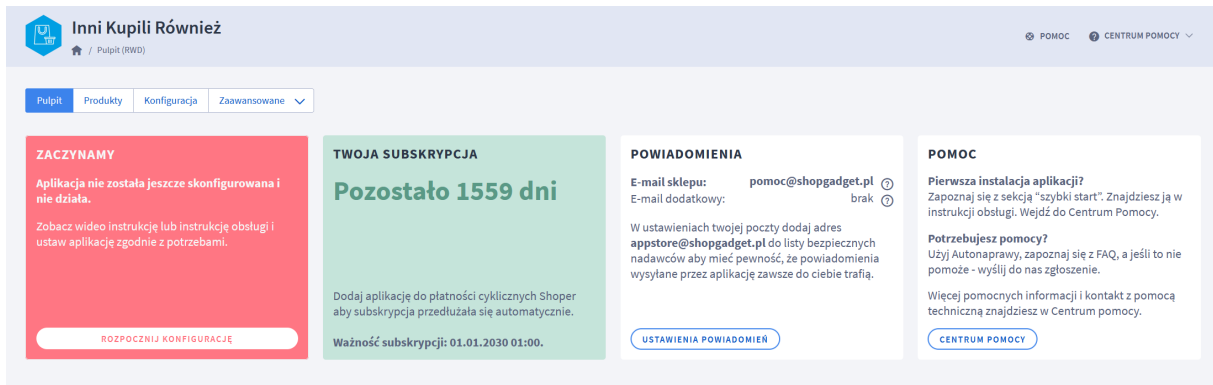 Inni Kupili Również
/ Pulpit (RWD)
POMOC
CENTRUM POMOCY
Pulpit
Produkty
Konfiguracja
Zaawansowane
ZACZYNAMY
Aplikacja nie została jeszcze skonfigurowana i
nie działa.
Zobacz wideo instrukcję lub instrukcję obsługi i
ustaw aplikację zgodnie z potrzebami.
ROZPOCZNIJ KONFIGURACJĘ
TWOJA SUBSKRYPCJA
Pozostało 1559 dni
Dodaj aplikację do płatności cyklicznych Shoper
aby subskrypcja przedłużała się automatycznie.
Ważność subskrypcji: 01.01.2030 01:00.
POWIADOMIENIA
E-mail sklepu: pomoc@shopgadget.pl
E-mail dodatkowy: brak
W ustawieniach twojej poczty dodaj adres
appstore@shopgadget.pl do listy bezpiecznych
nadawców aby mieć pewność, że powiadomienia
wysyłane przez aplikację zawsze do ciebie trafią.
USTAWIENIA POWIADOMIEŃ
POMOC
Pierwsza instalacja aplikacji?
Zapoznaj się z sekcją “szybki start”. Znajdziesz ją w
instrukcji obsługi. Wejdź do Centrum Pomocy.
Potrzebujesz pomocy?
Użyj Autonaprawy, zapoznaj się z FAQ, a jeśli to nie
pomoże - wyślij do nas zgłoszenie.
Więcej pomocnych informacji i kontakt z pomocą
techniczną znajdziesz w Centrum pomocy.
CENTRUM POMOCY